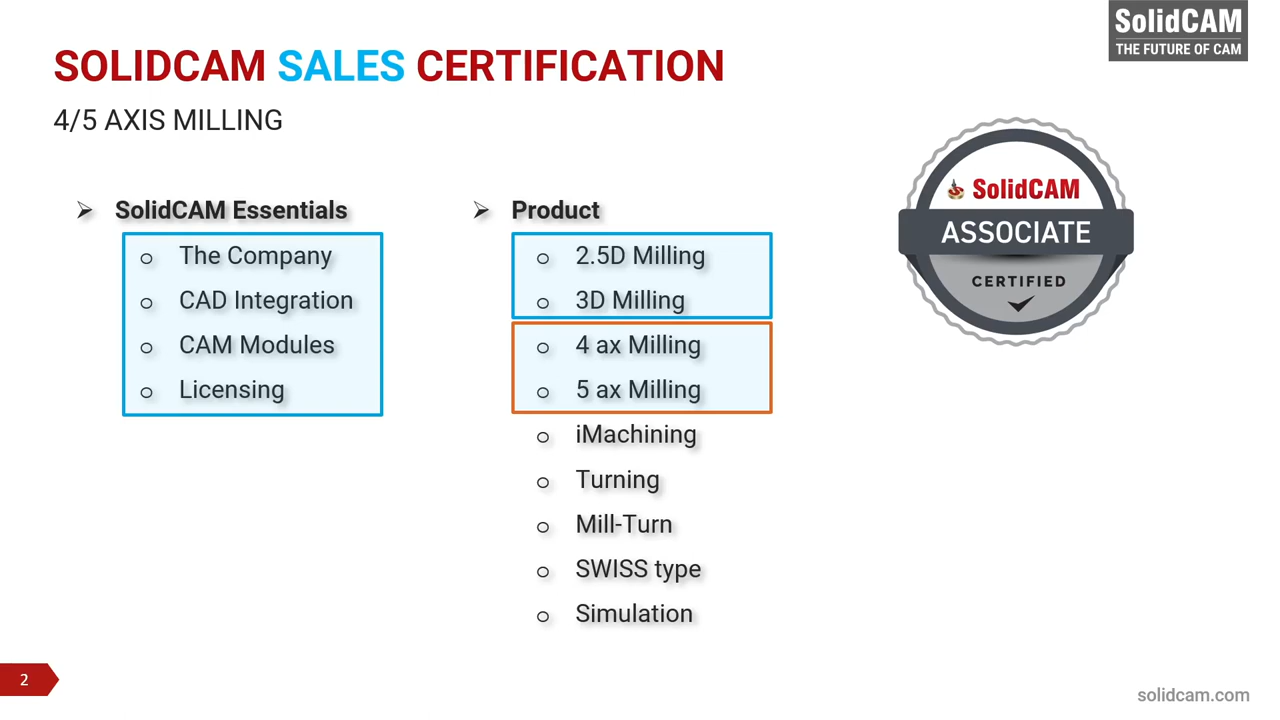 SolidCAM
THE FUTURE OF CAM
SOLIDCAM SALES CERTIFICATION
4/5 AXIS MILLING
SolidCAM Essentials
The Company
CAD Integration
CAM Modules
Licensing
Product
2.5D Milling
3D Milling
4 ax Milling
5 ax Milling
iMachining
Turning
Mill-Turn
SWISS type
Simulation
SolidCAM
ASSOCIATE
CERTIFIED
2
solidcam.com